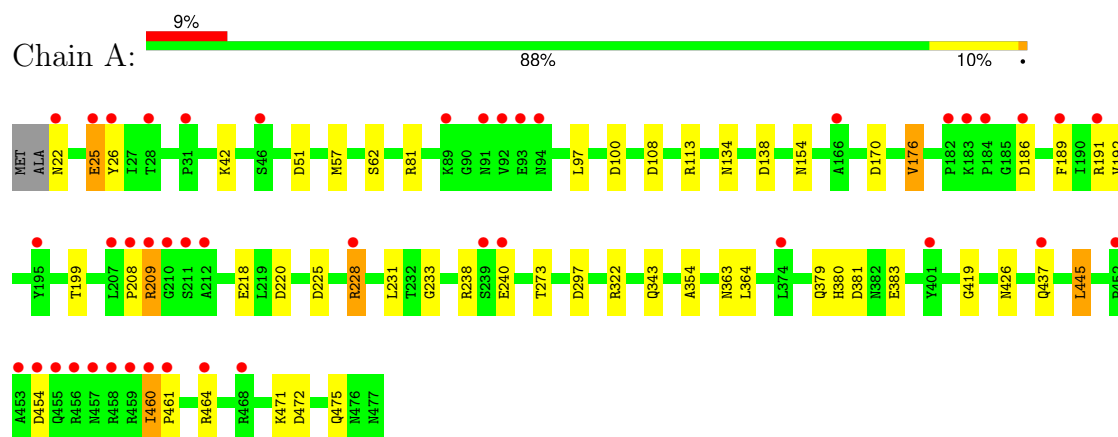 9%
Chain A:
88% 10% •
MET ALA N22 E25 Y26 I27 T28 P31 K42 S46 D51 M57 S62 R81 K89 G90 N91 V92 E93 N94 L97 D100 D108 R113 N134 D138 N154 A166 D170 V176 P182 K183 P184 G185 D186 F189 I190 R191
Y195 T199 L207 P208 R209 G210 S211 A212 E218 L219 D220 D225 R228 L231 T232 G233 R238 S239 E240 T273 D297 R322 Q343 A354 N363 L364 L374 Q379 H380 D381 N382 E383 Y401 G419 N426 Q437 L445
A453 D454 Q455 R456 N457 R458 R459 I460 P461 R464 R468 K471 D472 Q475 N476 N477